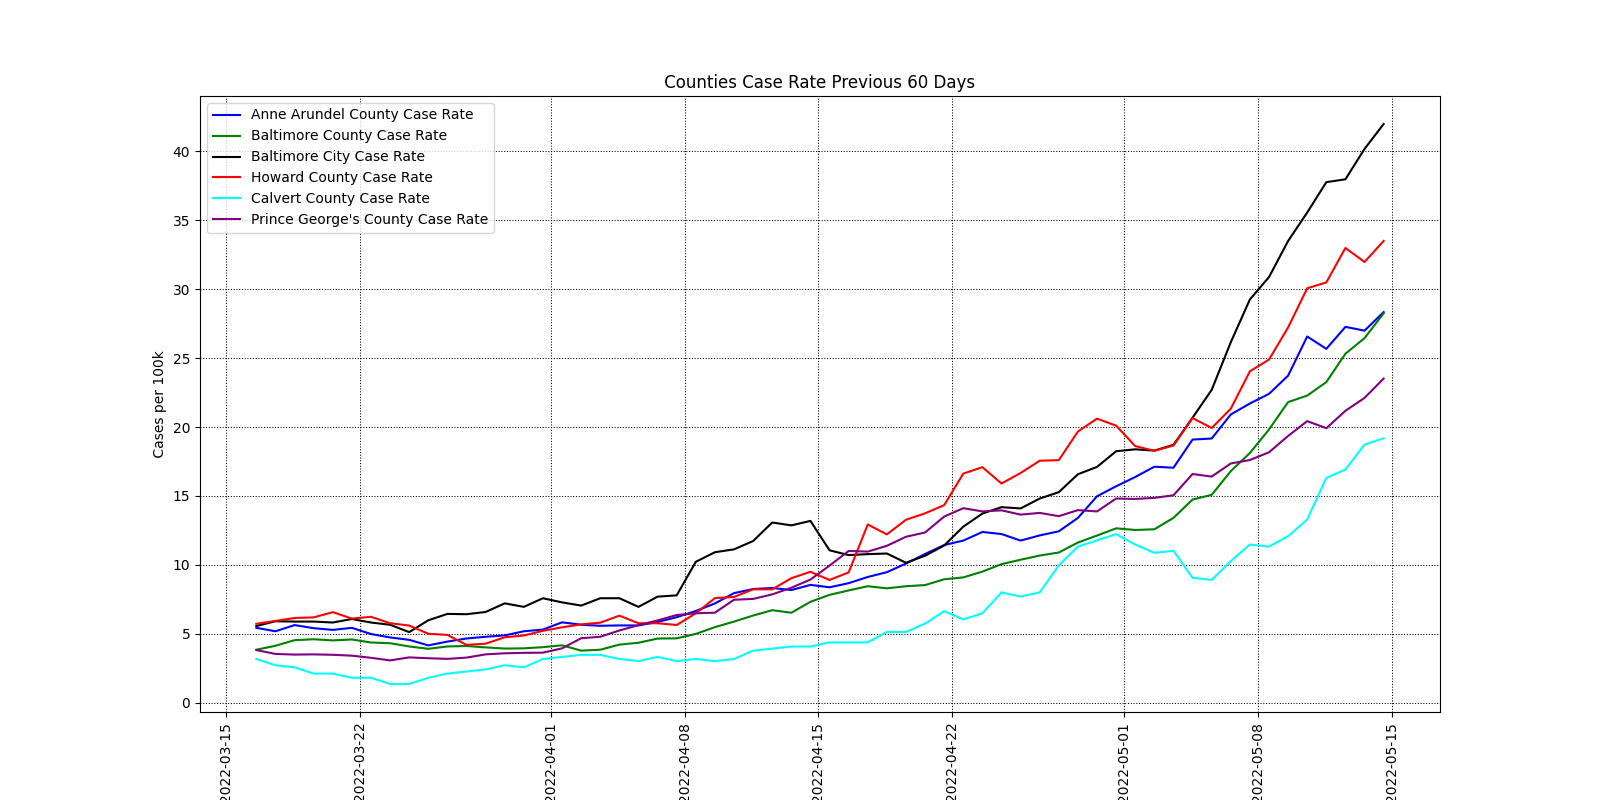 Counties Case Rate Previous 60 Days
Anne Arundel County Case Rate
Baltimore County Case Rate
Baltimore City Case Rate
Howard County Case Rate
Calvert County Case Rate
Prince George's County Case Rate
Cases per 100k
40
35
30
25
20
15
10
5
0
2022-03-15
2022-03-22
2022-04-01
2022-04-08
2022-04-15
2022-04-22
2022-05-01
2022-05-08
2022-05-15